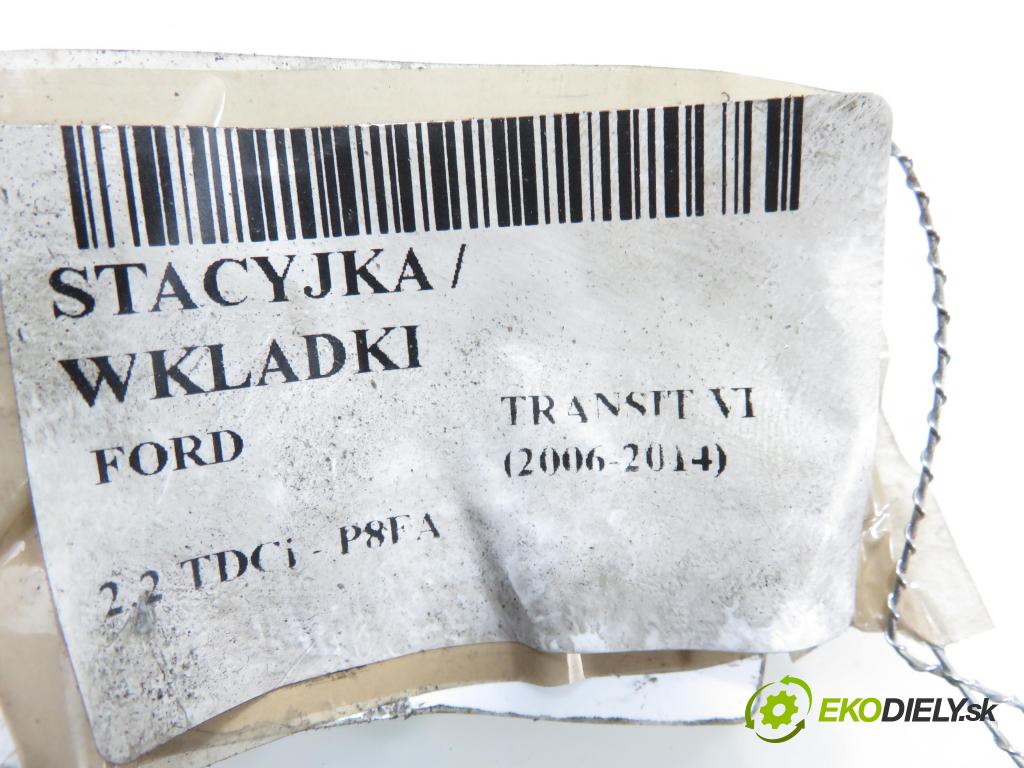 STACYJKA /
WKLADKI
FORD
TRANSIT VI
(2006-2014)
2.2 TDCi - P8FA
EKODIELY.sk